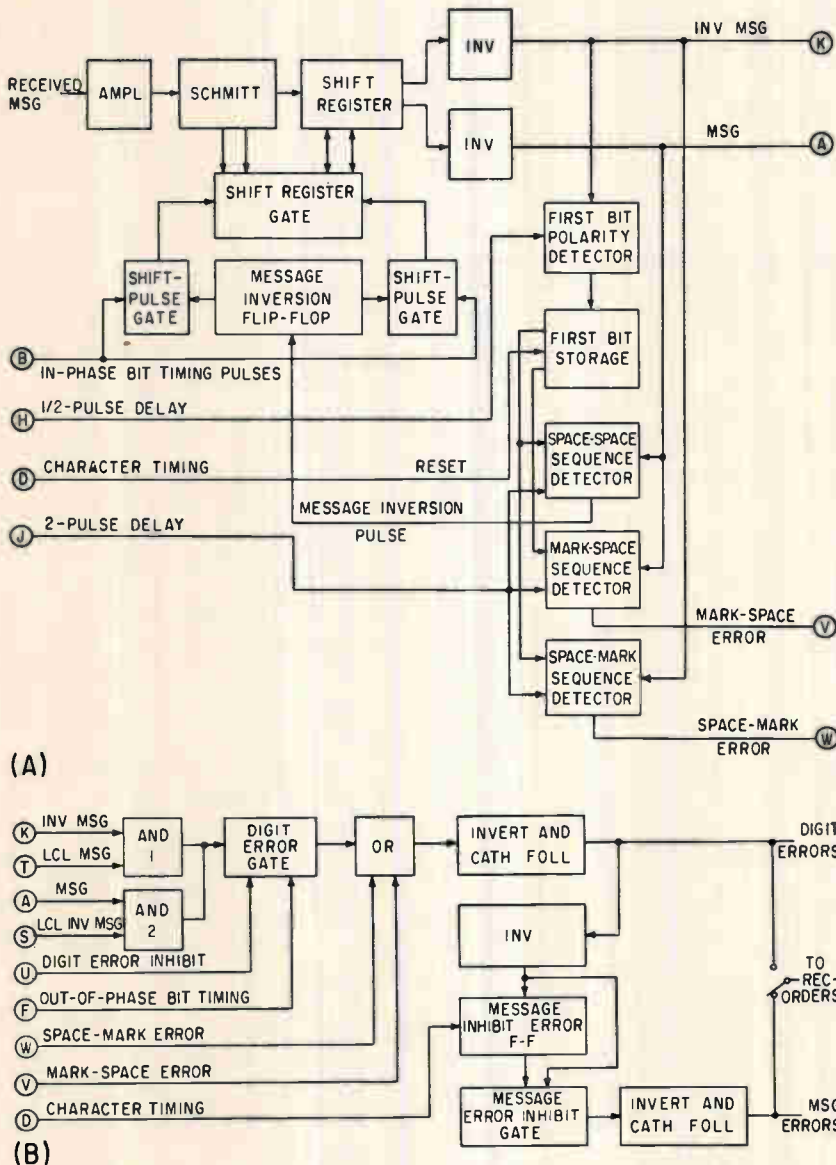 RECEIVED
MSG
AMPL
SCHMITT
SHIFT
REGISTER
INV
INV MSG
K
INV
MSG
A
SHIFT REGISTER
GATE
SHIFT-
PULSE
GATE
MESSAGE
INVERSION
FLIP-FLOP
SHIFT-
PULSE
GATE
FIRST BIT
POLARITY
DETECTOR
FIRST BIT
STORAGE
B
IN-PHASE BIT TIMING PULSES
H
1/2-PULSE DELAY
D
CHARACTER TIMING
RESET
SPACE-SPACE
SEQUENCE
DETECTOR
MESSAGE INVERSION
PULSE
J
2-PULSE DELAY
MARK-SPACE
SEQUENCE
DETECTOR
MARK-SPACE
ERROR
V
SPACE-MARK
SEQUENCE
DETECTOR
SPACE-MARK
ERROR
W
(A)
K
INV MSG
T
LCL MSG
AND
1
A
MSG
S
LCL INV MSG
AND
2
U
DIGIT ERROR INHIBIT
F
OUT-OF-PHASE BIT TIMING
W
SPACE-MARK ERROR
V
MARK-SPACE ERROR
D
CHARACTER TIMING
DIGIT
ERROR
GATE
OR
INVERT AND
CATH FOLL
DIGIT
ERRORS
INV
MESSAGE
INHIBIT ERROR
F-F
MESSAGE
ERROR INHIBIT
GATE
INVERT AND
CATH FOLL
TO
REC-
ORDERS
MSG
ERRORS
(B)